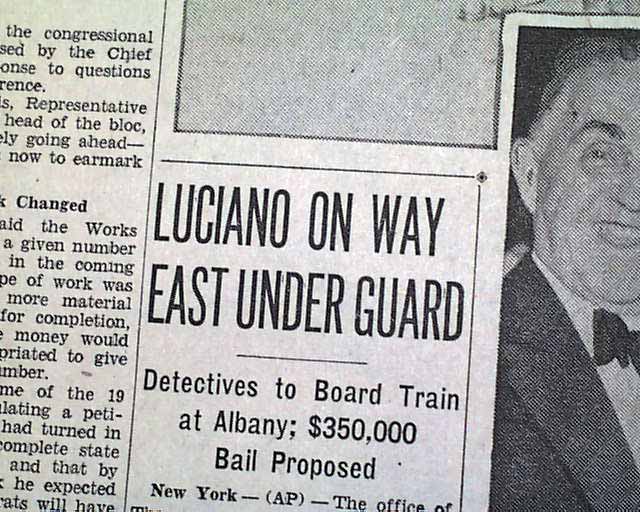 the congressional
sed by the Chief
onse to questions
rence.
is, Representative
head of the bloc,
ely going ahead—
now to earmark
k Changed
aid the Works
a given number
in the coming
pe of work was
more material
for completion,
e money would
priated to give
umber.
me of the 19
lating a peti-
had turned in
complete state
and that by
k he expected
rats will have
LUCIANO ON WAY
EAST UNDER GUARD
Detectives to Board Train
at Albany; $350,000
Bail Proposed
New York — (AP) — The office of